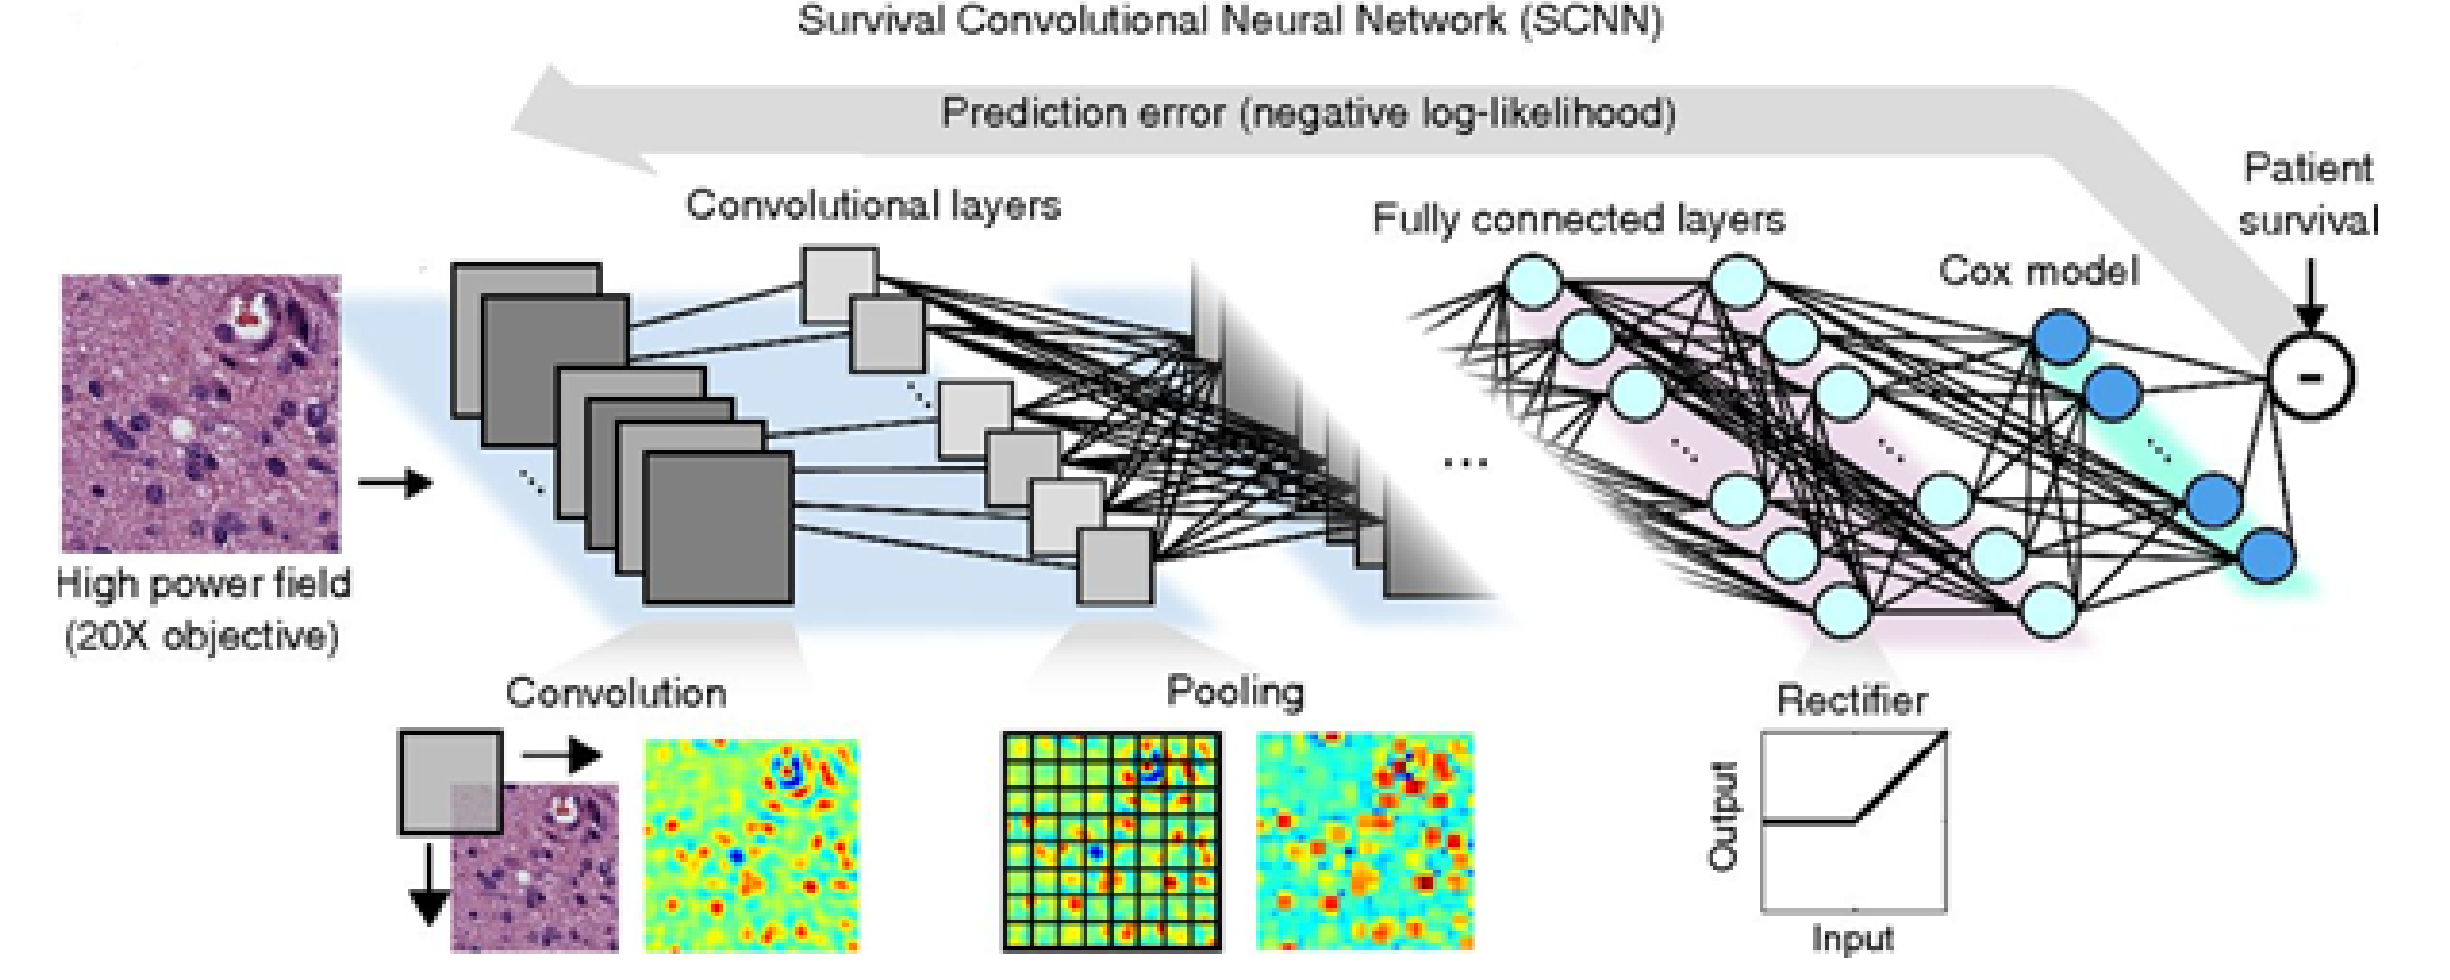 Survival Convolutional Neural Network (SCNN)
Prediction error (negative log-likelihood)
Patient
survival
Convolutional layers
Fully connected layers
Cox model
-
...
High power field
(20X objective)
Convolution
Pooling
Rectifier
Output
Input